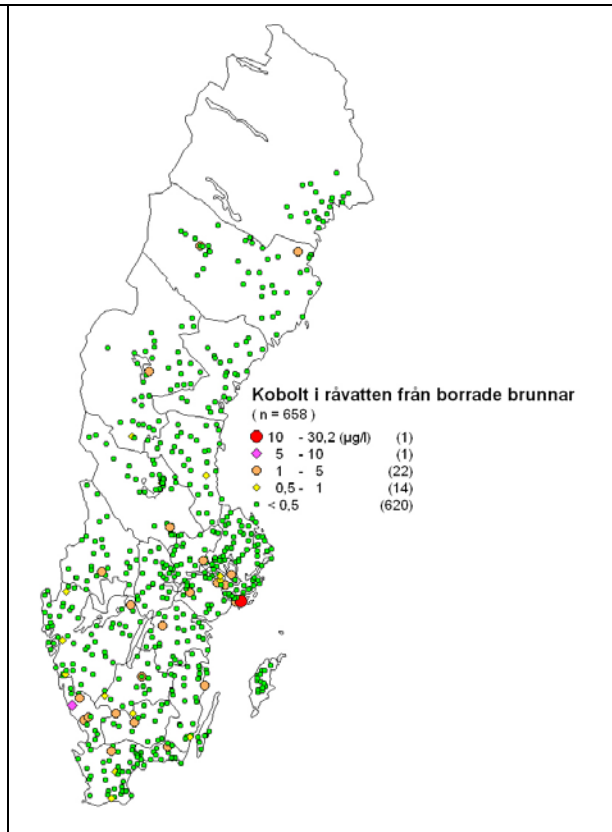 Kobolt i råvatten från borrade brunnar
( n = 658 )
10 - 30,2 (µg/l) (1)
5 - 10 (1)
1 - 5 (22)
0,5 - 1 (14)
< 0,5 (620)